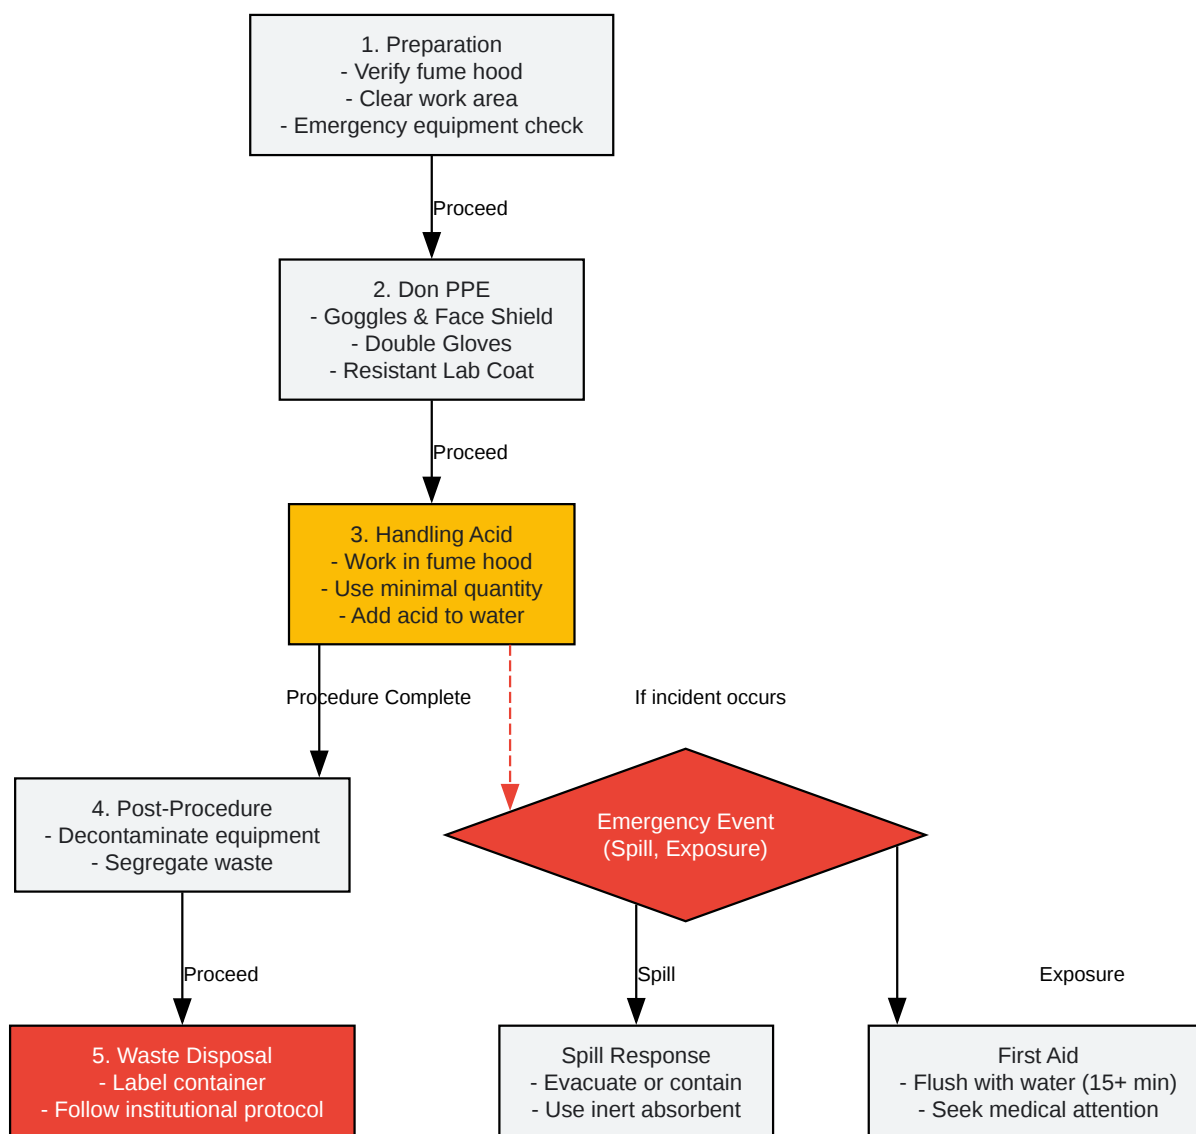 1. Preparation
- Verify fume hood
- Clear work area
- Emergency equipment check
Proceed
2. Don PPE
- Goggles & Face Shield
- Double Gloves
- Resistant Lab Coat
Proceed
3. Handling Acid
- Work in fume hood
- Use minimal quantity
- Add acid to water
Procedure Complete
If incident occurs
4. Post-Procedure
- Decontaminate equipment
- Segregate waste
Emergency Event
(Spill, Exposure)
Proceed
Spill
Exposure
5. Waste Disposal
- Label container
- Follow institutional protocol
Spill Response
- Evacuate or contain
- Use inert absorbent
First Aid
- Flush with water (15+ min)
- Seek medical attention